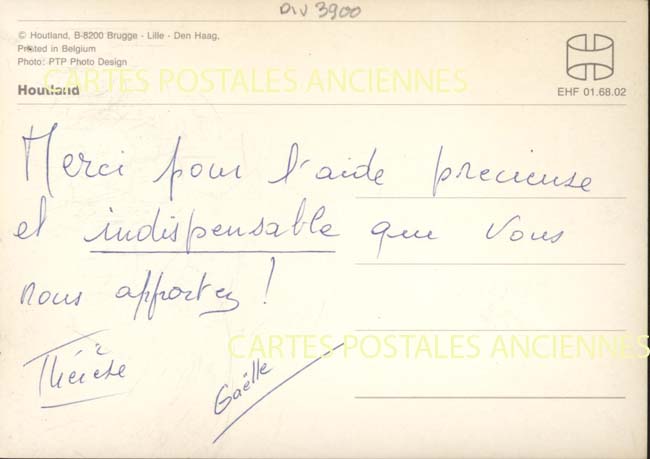 DIV 3900
© Houtland, B-8200 Brugge - Lille - Den Haag,
Printed in Belgium
Photo: PTP Photo Design
CARTES POSTALES ANCIENNES
Houtland
EHF 01.68.02
Merci pour l'aide precieuse
et indispensable que vous
nous apportez !
CARTES POSTALES ANCIENNES
Thérèse
Gaëlle